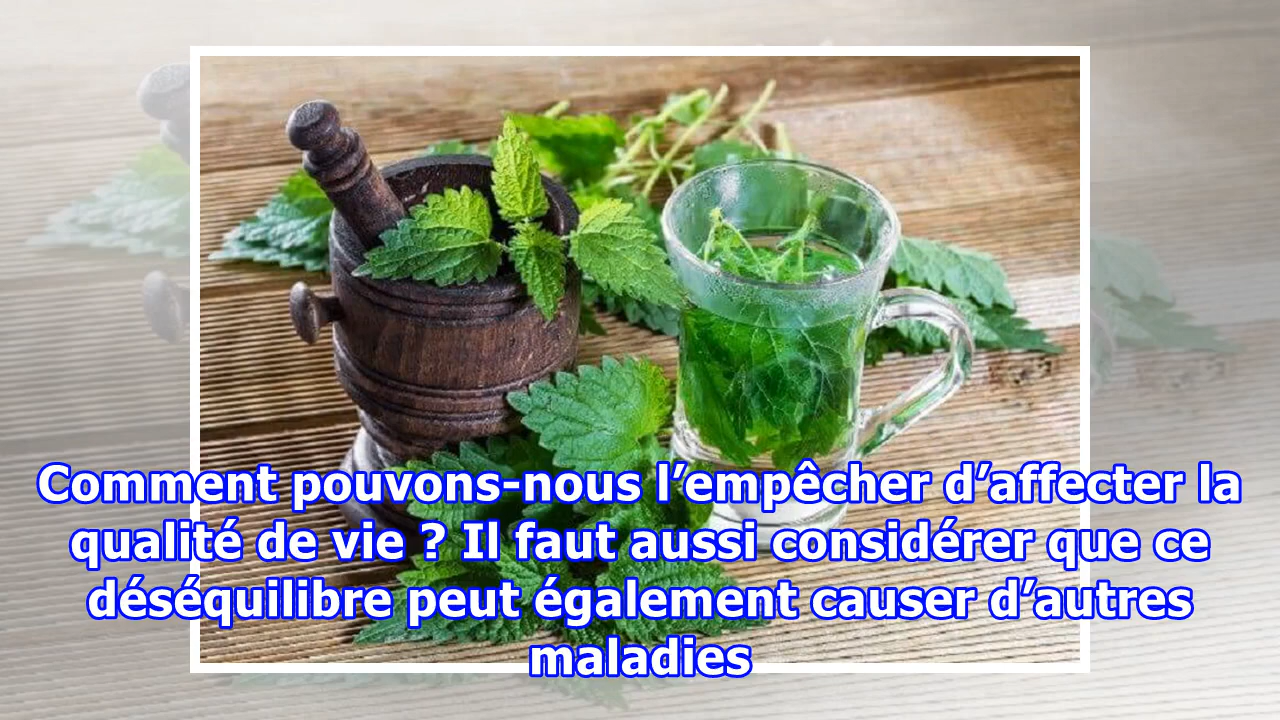 Comment pouvons-nous l’empêcher d’affecter la
qualité de vie ? Il faut aussi considérer que ce
déséquilibre peut également causer d’autres
maladies